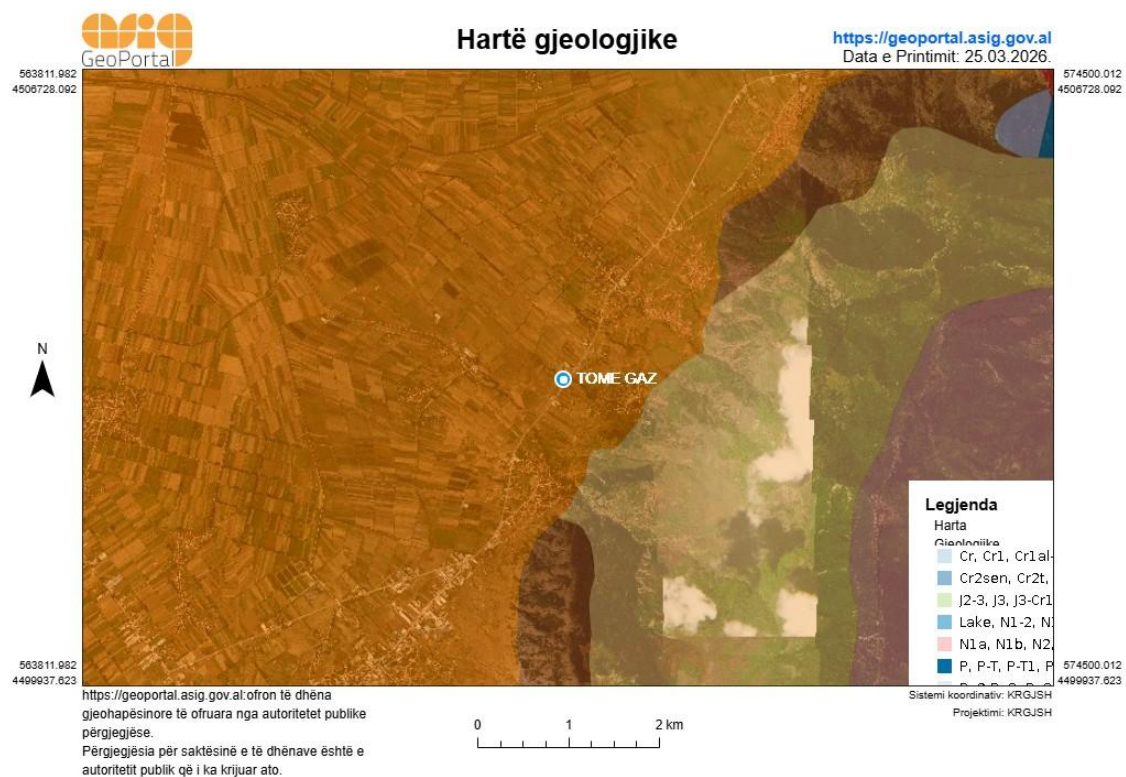 asig
GeoPortal
Hartë gjeologjike
https://geoportal.asig.gov.al
Data e Printimit: 25.03.2026.
563811.982
4506728.092
574500.012
4506728.092
N
TOME GAZ
Legjenda
Harta
Gjeologjike
Cr, Cr1, Cr1al-
Cr2sen, Cr2t,
J2-3, J3, J3-Cr1
Lake, N1-2, N1
N1a, N1b, N2,
P, P-T, P-T1, P
563811.982
4499937.623
574500.012
4499937.623
https://geoportal.asig.gov.al:ofron të dhëna
gjeohapësinore të ofruara nga autoritetet publike
përgjegjëse.
Përgjegjësia për saktësinë e të dhënave është e
autoritetit publik që i ka krijuar ato.
0 1 2 km
Sistemi koordinativ: KRGJSH
Projektimi: KRGJSH